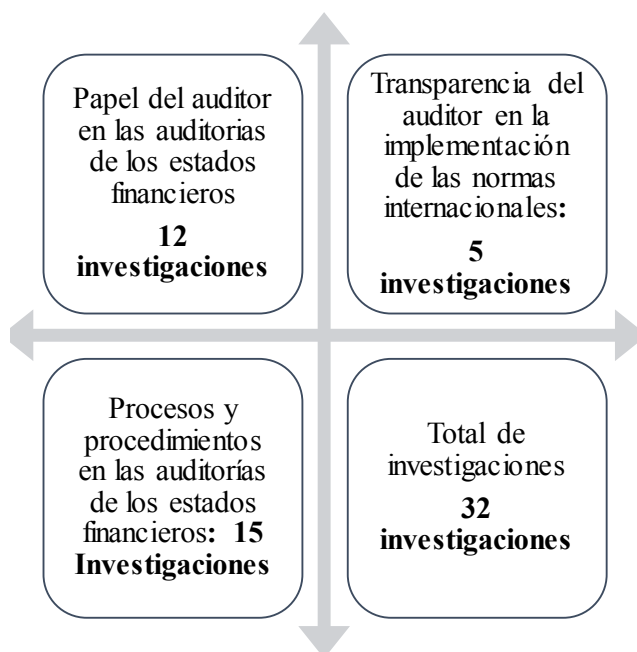 Papel del auditor
en las auditorias
de los estados
financieros
12
investigaciones
Transparencia del
auditor en la
implementación
de las normas
internacionales:
5
investigaciones
Procesos y
procedimientos
en las auditorías
de los estados
financieros: 15
Investigaciones
Total de
investigaciones
32
investigaciones